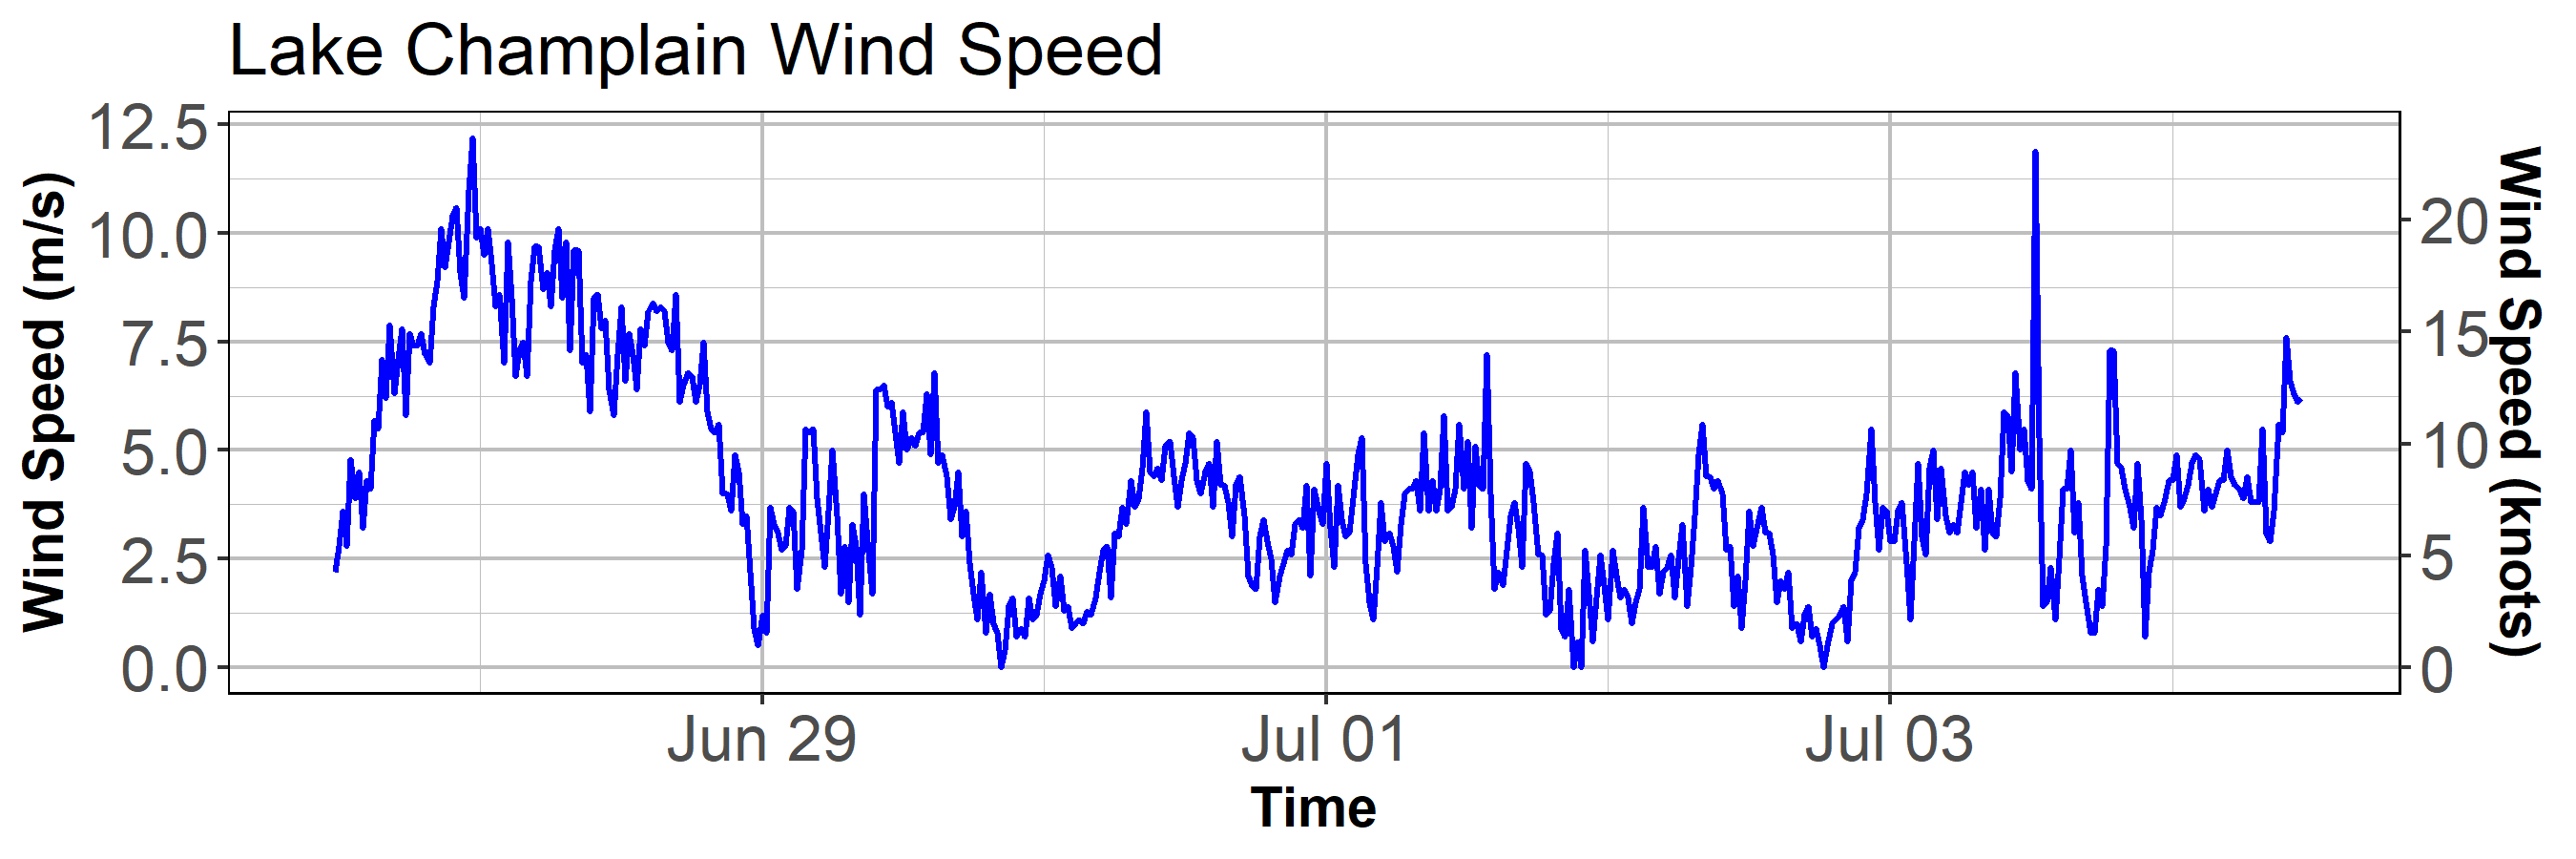 Lake Champlain Wind Speed
Wind Speed (m/s)
12.5
10.0
7.5
5.0
2.5
0.0
20
15
10
5
0
Wind Speed (knots)
Jun 29
Jul 01
Jul 03
Time